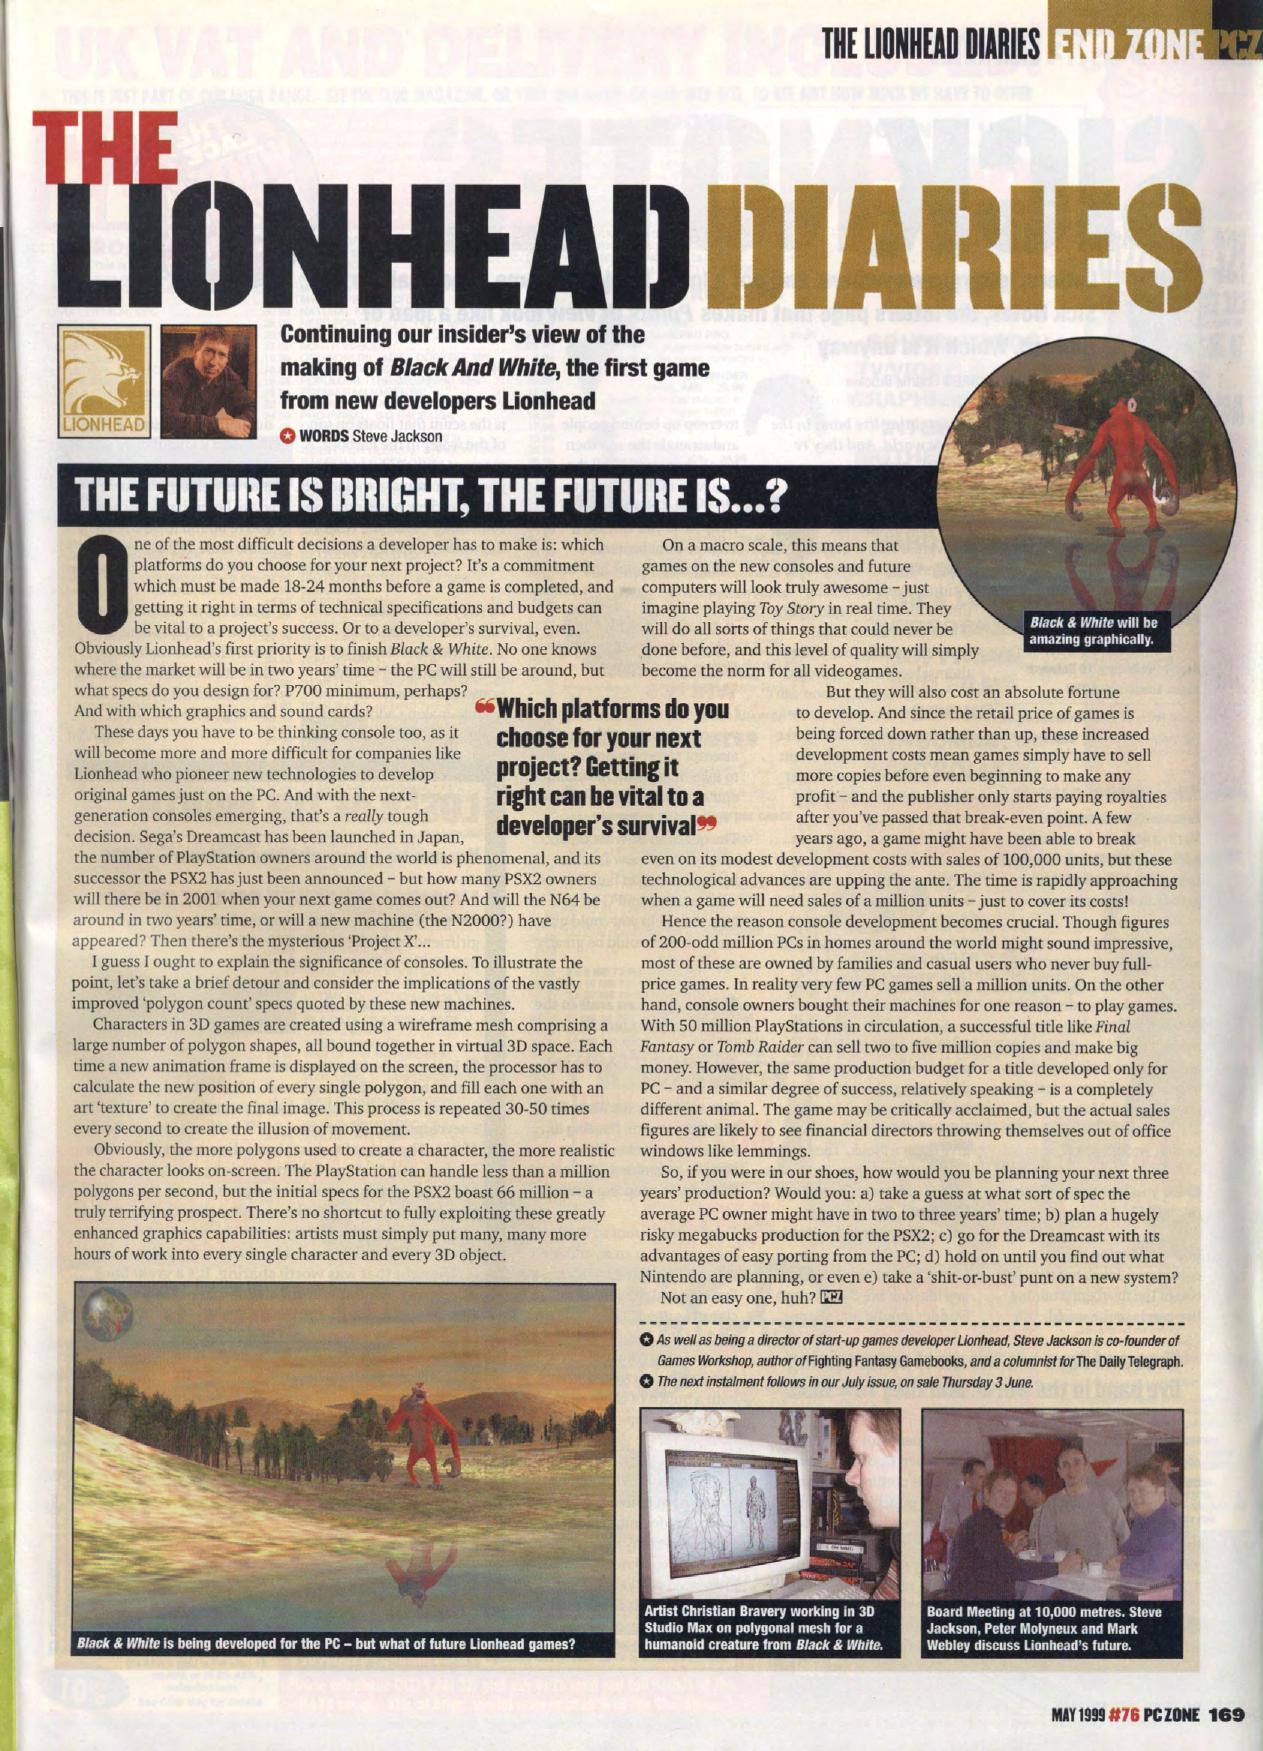 THE LIONHEAD DIARIES END ZONE PCZ
THE
LIONHEAD DIARIES
LIONHEAD
Continuing our insider's view of the
making of Black And White, the first game
from new developers Lionhead
WORDS Steve Jackson
THE FUTURE IS BRIGHT, THE FUTURE IS...?
One of the most difficult decisions a developer has to make is: which
platforms do you choose for your next project? It's a commitment
which must be made 18-24 months before a game is completed, and
getting it right in terms of technical specifications and budgets can
be vital to a project's success. Or to a developer's survival, even.
Obviously Lionhead's first priority is to finish Black & White. No one knows
where the market will be in two years' time – the PC will still be around, but
what specs do you design for? P700 minimum, perhaps?
And with which graphics and sound cards?
These days you have to be thinking console too, as it
will become more and more difficult for companies like
Lionhead who pioneer new technologies to develop
original games just on the PC. And with the next-
generation consoles emerging, that's a really tough
decision. Sega's Dreamcast has been launched in Japan,
the number of PlayStation owners around the world is phenomenal, and its
successor the PSX2 has just been announced – but how many PSX2 owners
will there be in 2001 when your next game comes out? And will the N64 be
around in two years' time, or will a new machine (the N2000?) have
appeared? Then there's the mysterious 'Project X'...
I guess I ought to explain the significance of consoles. To illustrate the
point, let's take a brief detour and consider the implications of the vastly
improved 'polygon count' specs quoted by these new machines.
Characters in 3D games are created using a wireframe mesh comprising a
large number of polygon shapes, all bound together in virtual 3D space. Each
time a new animation frame is displayed on the screen, the processor has to
calculate the new position of every single polygon, and fill each one with an
art 'texture' to create the final image. This process is repeated 30-50 times
every second to create the illusion of movement.
Obviously, the more polygons used to create a character, the more realistic
the character looks on-screen. The PlayStation can handle less than a million
polygons per second, but the initial specs for the PSX2 boast 66 million – a
truly terrifying prospect. There's no shortcut to fully exploiting these greatly
enhanced graphics capabilities: artists must simply put many, many more
hours of work into every single character and every 3D object.
“Which platforms do you
choose for your next
project? Getting it
right can be vital to a
developer's survival”
On a macro scale, this means that
games on the new consoles and future
computers will look truly awesome – just
imagine playing Toy Story in real time. They
will do all sorts of things that could never be
done before, and this level of quality will simply
become the norm for all videogames.
But they will also cost an absolute fortune
to develop. And since the retail price of games is
being forced down rather than up, these increased
development costs mean games simply have to sell
more copies before even beginning to make any
profit – and the publisher only starts paying royalties
after you've passed that break-even point. A few
years ago, a game might have been able to break
even on its modest development costs with sales of 100,000 units, but these
technological advances are upping the ante. The time is rapidly approaching
when a game will need sales of a million units – just to cover its costs!
Hence the reason console development becomes crucial. Though figures
of 200-odd million PCs in homes around the world might sound impressive,
most of these are owned by families and casual users who never buy full-
price games. In reality very few PC games sell a million units. On the other
hand, console owners bought their machines for one reason – to play games.
With 50 million PlayStations in circulation, a successful title like Final
Fantasy or Tomb Raider can sell two to five million copies and make big
money. However, the same production budget for a title developed only for
PC – and a similar degree of success, relatively speaking – is a completely
different animal. The game may be critically acclaimed, but the actual sales
figures are likely to see financial directors throwing themselves out of office
windows like lemmings.
So, if you were in our shoes, how would you be planning your next three
years' production? Would you: a) take a guess at what sort of spec the
average PC owner might have in two to three years' time; b) plan a hugely
risky megabucks production for the PSX2; c) go for the Dreamcast with its
advantages of easy porting from the PC; d) hold on until you find out what
Nintendo are planning, or even e) take a 'shit-or-bust' punt on a new system?
Not an easy one, huh? PCZ
Black & White will be
amazing graphically.
As well as being a director of start-up games developer Lionhead, Steve Jackson is co-founder of
Games Workshop, author of Fighting Fantasy Gamebooks, and a columnist for The Daily Telegraph.
The next instalment follows in our July issue, on sale Thursday 3 June.
Black & White is being developed for the PC – but what of future Lionhead games?
Artist Christian Bravery working in 3D
Studio Max on polygonal mesh for a
humanoid creature from Black & White.
Board Meeting at 10,000 metres. Steve
Jackson, Peter Molyneux and Mark
Webley discuss Lionhead's future.
MAY 1999 #76 PC ZONE 169